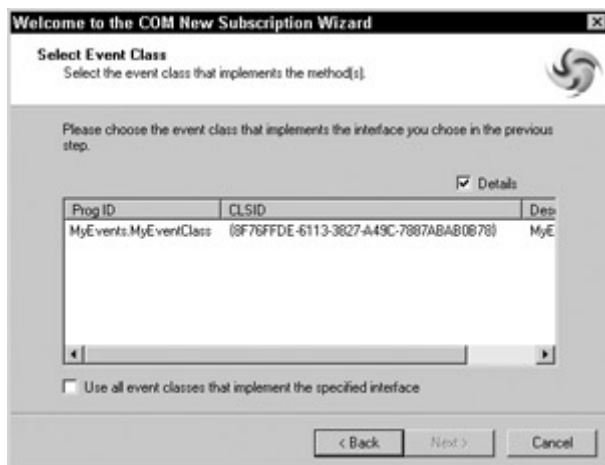 Welcome to the COM New Subscription Wizard
Select Event Class
Select the event class that implements the method(s).
Please choose the event class that implements the interface you chose in the previous
step.
Details
Prog ID CLSID Des
MyEvents.MyEventClass {8F76FFDE-6113-3827-A49C-7887ABAB0B78} MyE
Use all event classes that implement the specified interface
< Back Next > Cancel